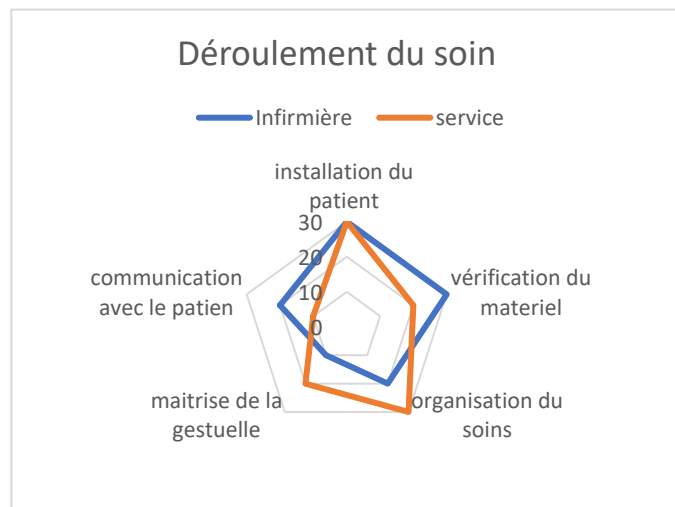 Déroulement du soin
Infirmière service
installation du
patient
30
20
10
0
vérification du
materiel
organisation du
soins
maitrise de la
gestuelle
communication
avec le patien